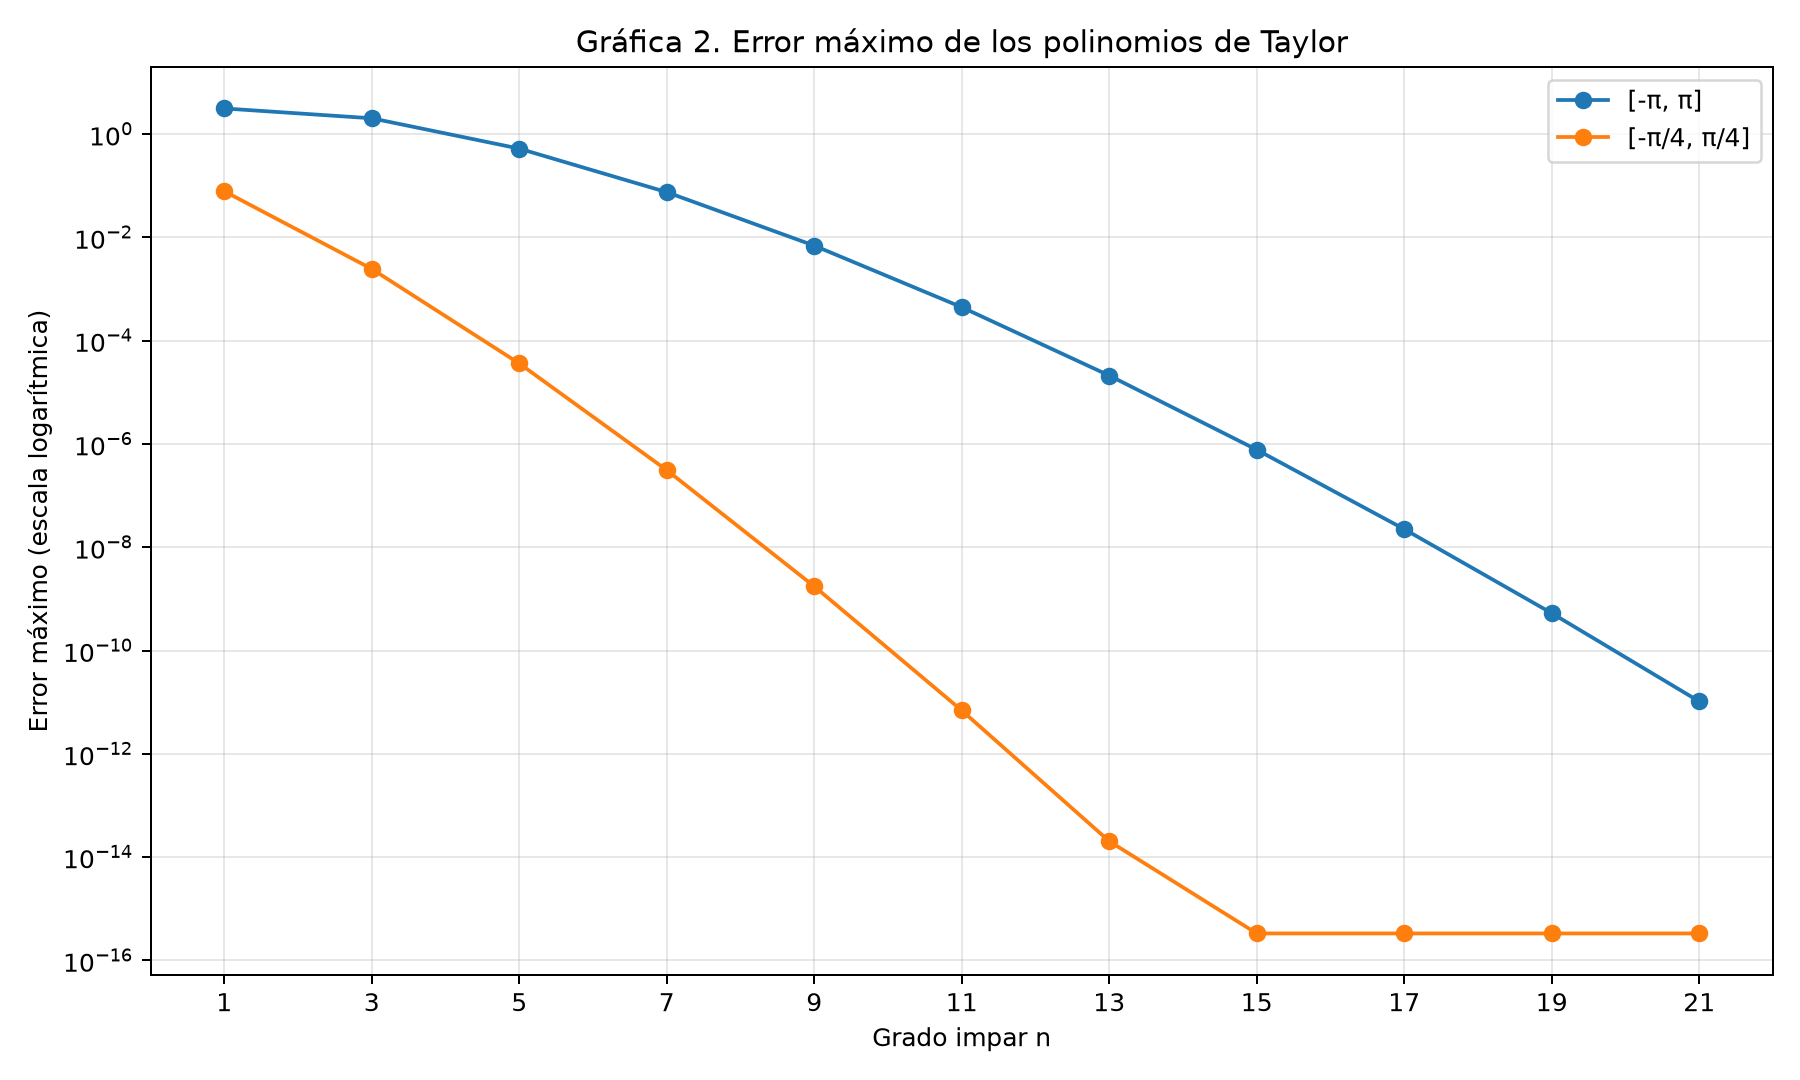 Gráfica 2. Error máximo de los polinomios de Taylor
[-π, π]
[-π/4, π/4]
Error máximo (escala logarítmica)
10⁰
10⁻²
10⁻⁴
10⁻⁶
10⁻⁸
10⁻¹⁰
10⁻¹²
10⁻¹⁴
10⁻¹⁶
1 3 5 7 9 11 13 15 17 19 21
Grado impar n